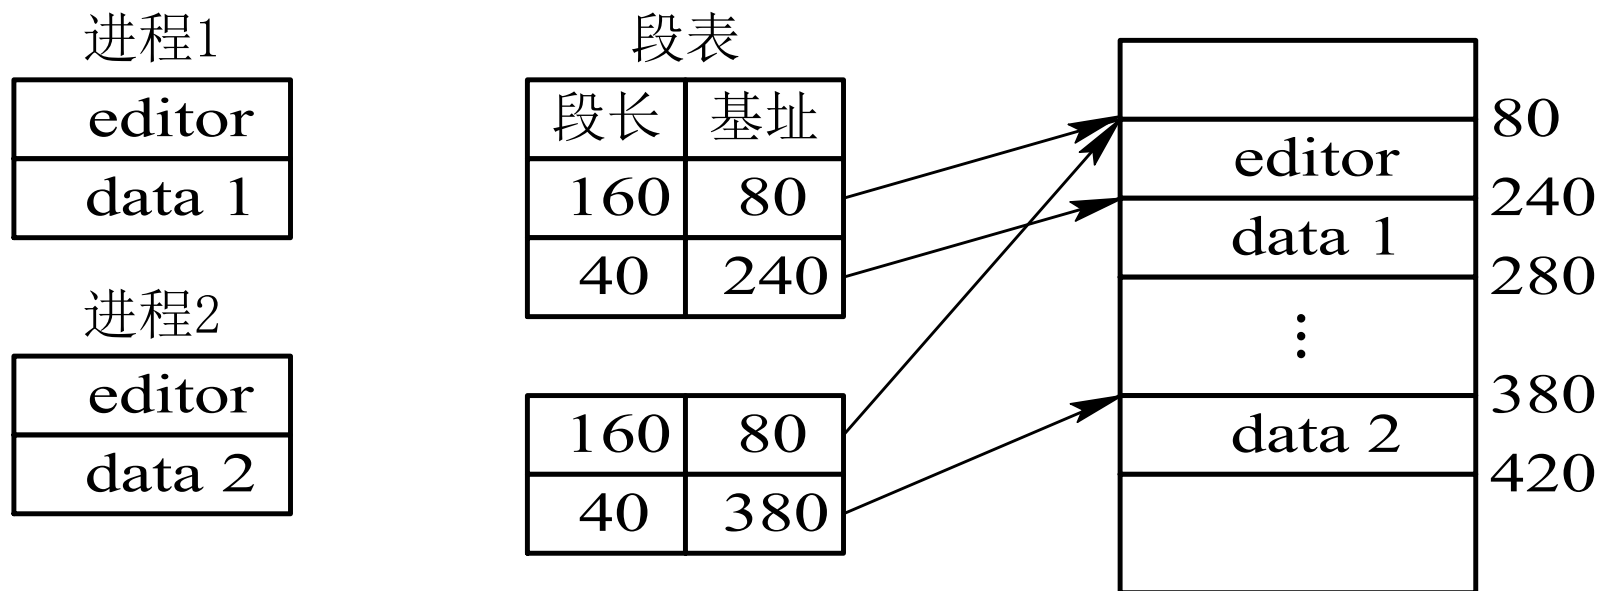 进程1
editor
data 1
进程2
editor
data 2
段表
段长 基址
160 80
40 240
160 80
40 380
80
editor
240
data 1
280
⋮
380
data 2
420